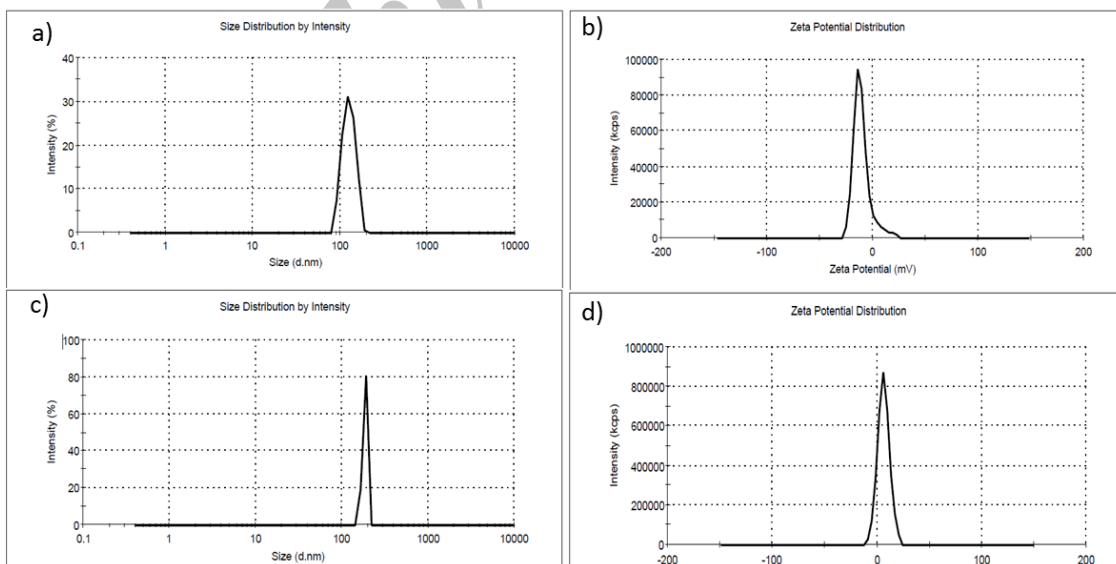 a)
Size Distribution by Intensity
40
30
20
10
0
Intensity (%)
0.1 1 10 100 1000 10000
Size (d.nm)
b)
Zeta Potential Distribution
100000
80000
60000
40000
20000
0
Intensity (kcps)
-200 -100 0 100 200
Zeta Potential (mV)
c)
Size Distribution by Intensity
100
80
60
40
20
0
Intensity (%)
0.1 1 10 100 1000 10000
Size (d.nm)
d)
Zeta Potential Distribution
1000000
800000
600000
400000
200000
0
Intensity (kcps)
-200 -100 0 100 200